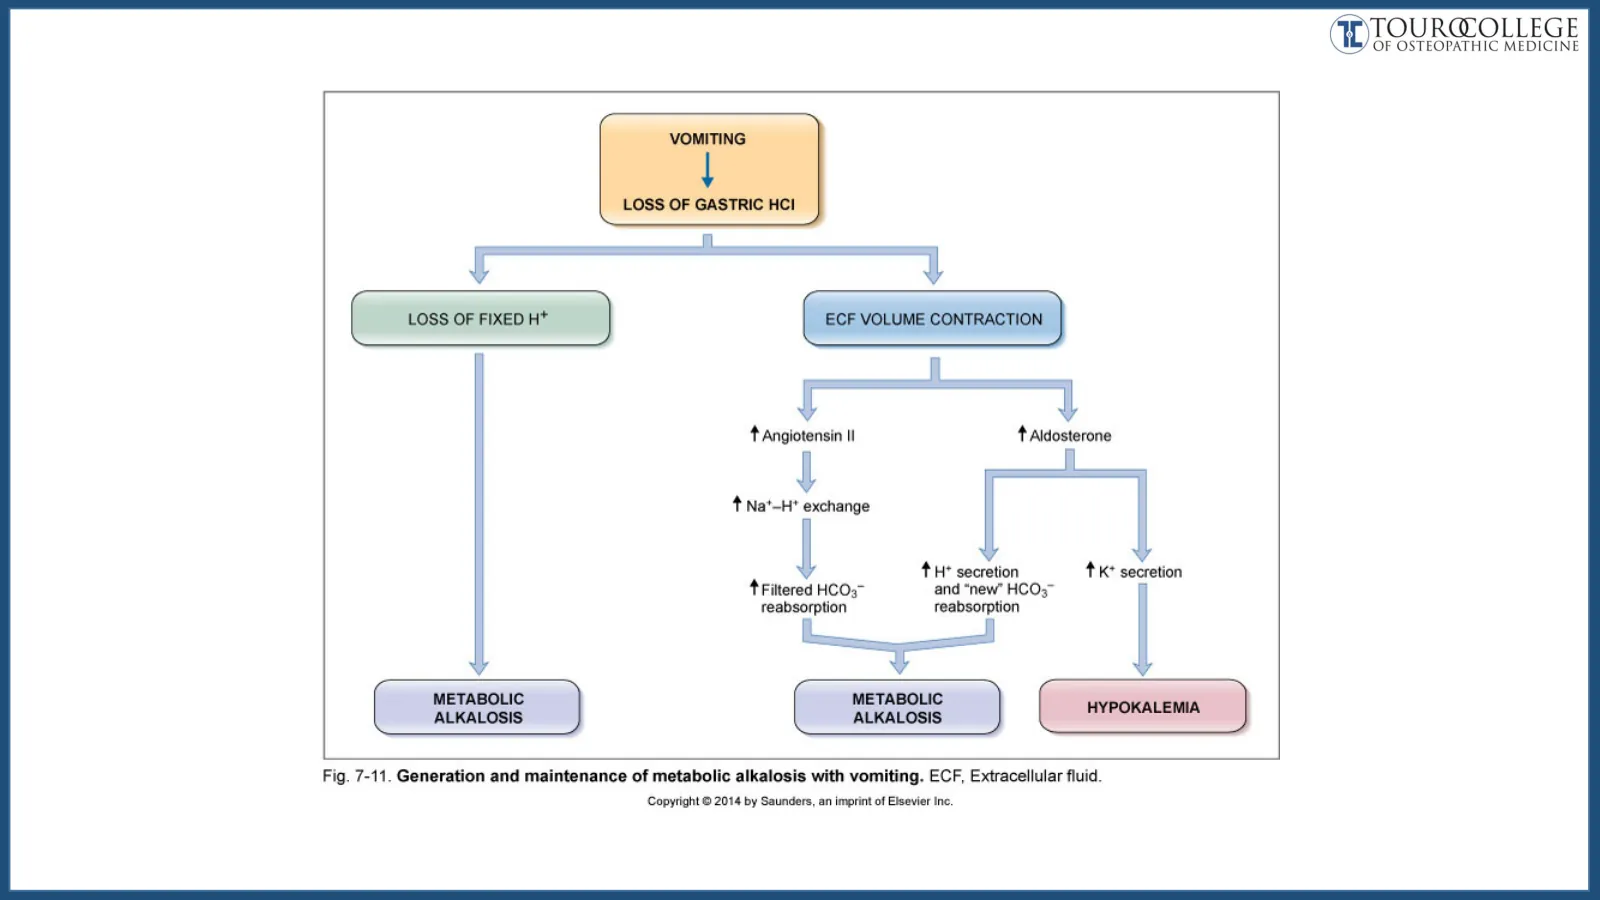 TOURO COLLEGE
OF OSTEOPATHIC MEDICINE
VOMITING
LOSS OF GASTRIC HCl
LOSS OF FIXED H⁺
ECF VOLUME CONTRACTION
↑ Angiotensin II
↑ Aldosterone
↑ Na⁺–H⁺ exchange
↑ Filtered HCO₃⁻
reabsorption
↑ H⁺ secretion
and “new” HCO₃⁻
reabsorption
↑ K⁺ secretion
METABOLIC
ALKALOSIS
METABOLIC
ALKALOSIS
HYPOKALEMIA
Fig. 7-11. Generation and maintenance of metabolic alkalosis with vomiting. ECF, Extracellular fluid.
Copyright © 2014 by Saunders, an imprint of Elsevier Inc.